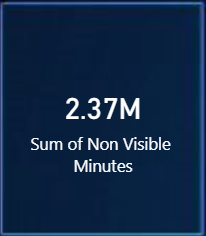 2.37M
Sum of Non Visible
Minutes